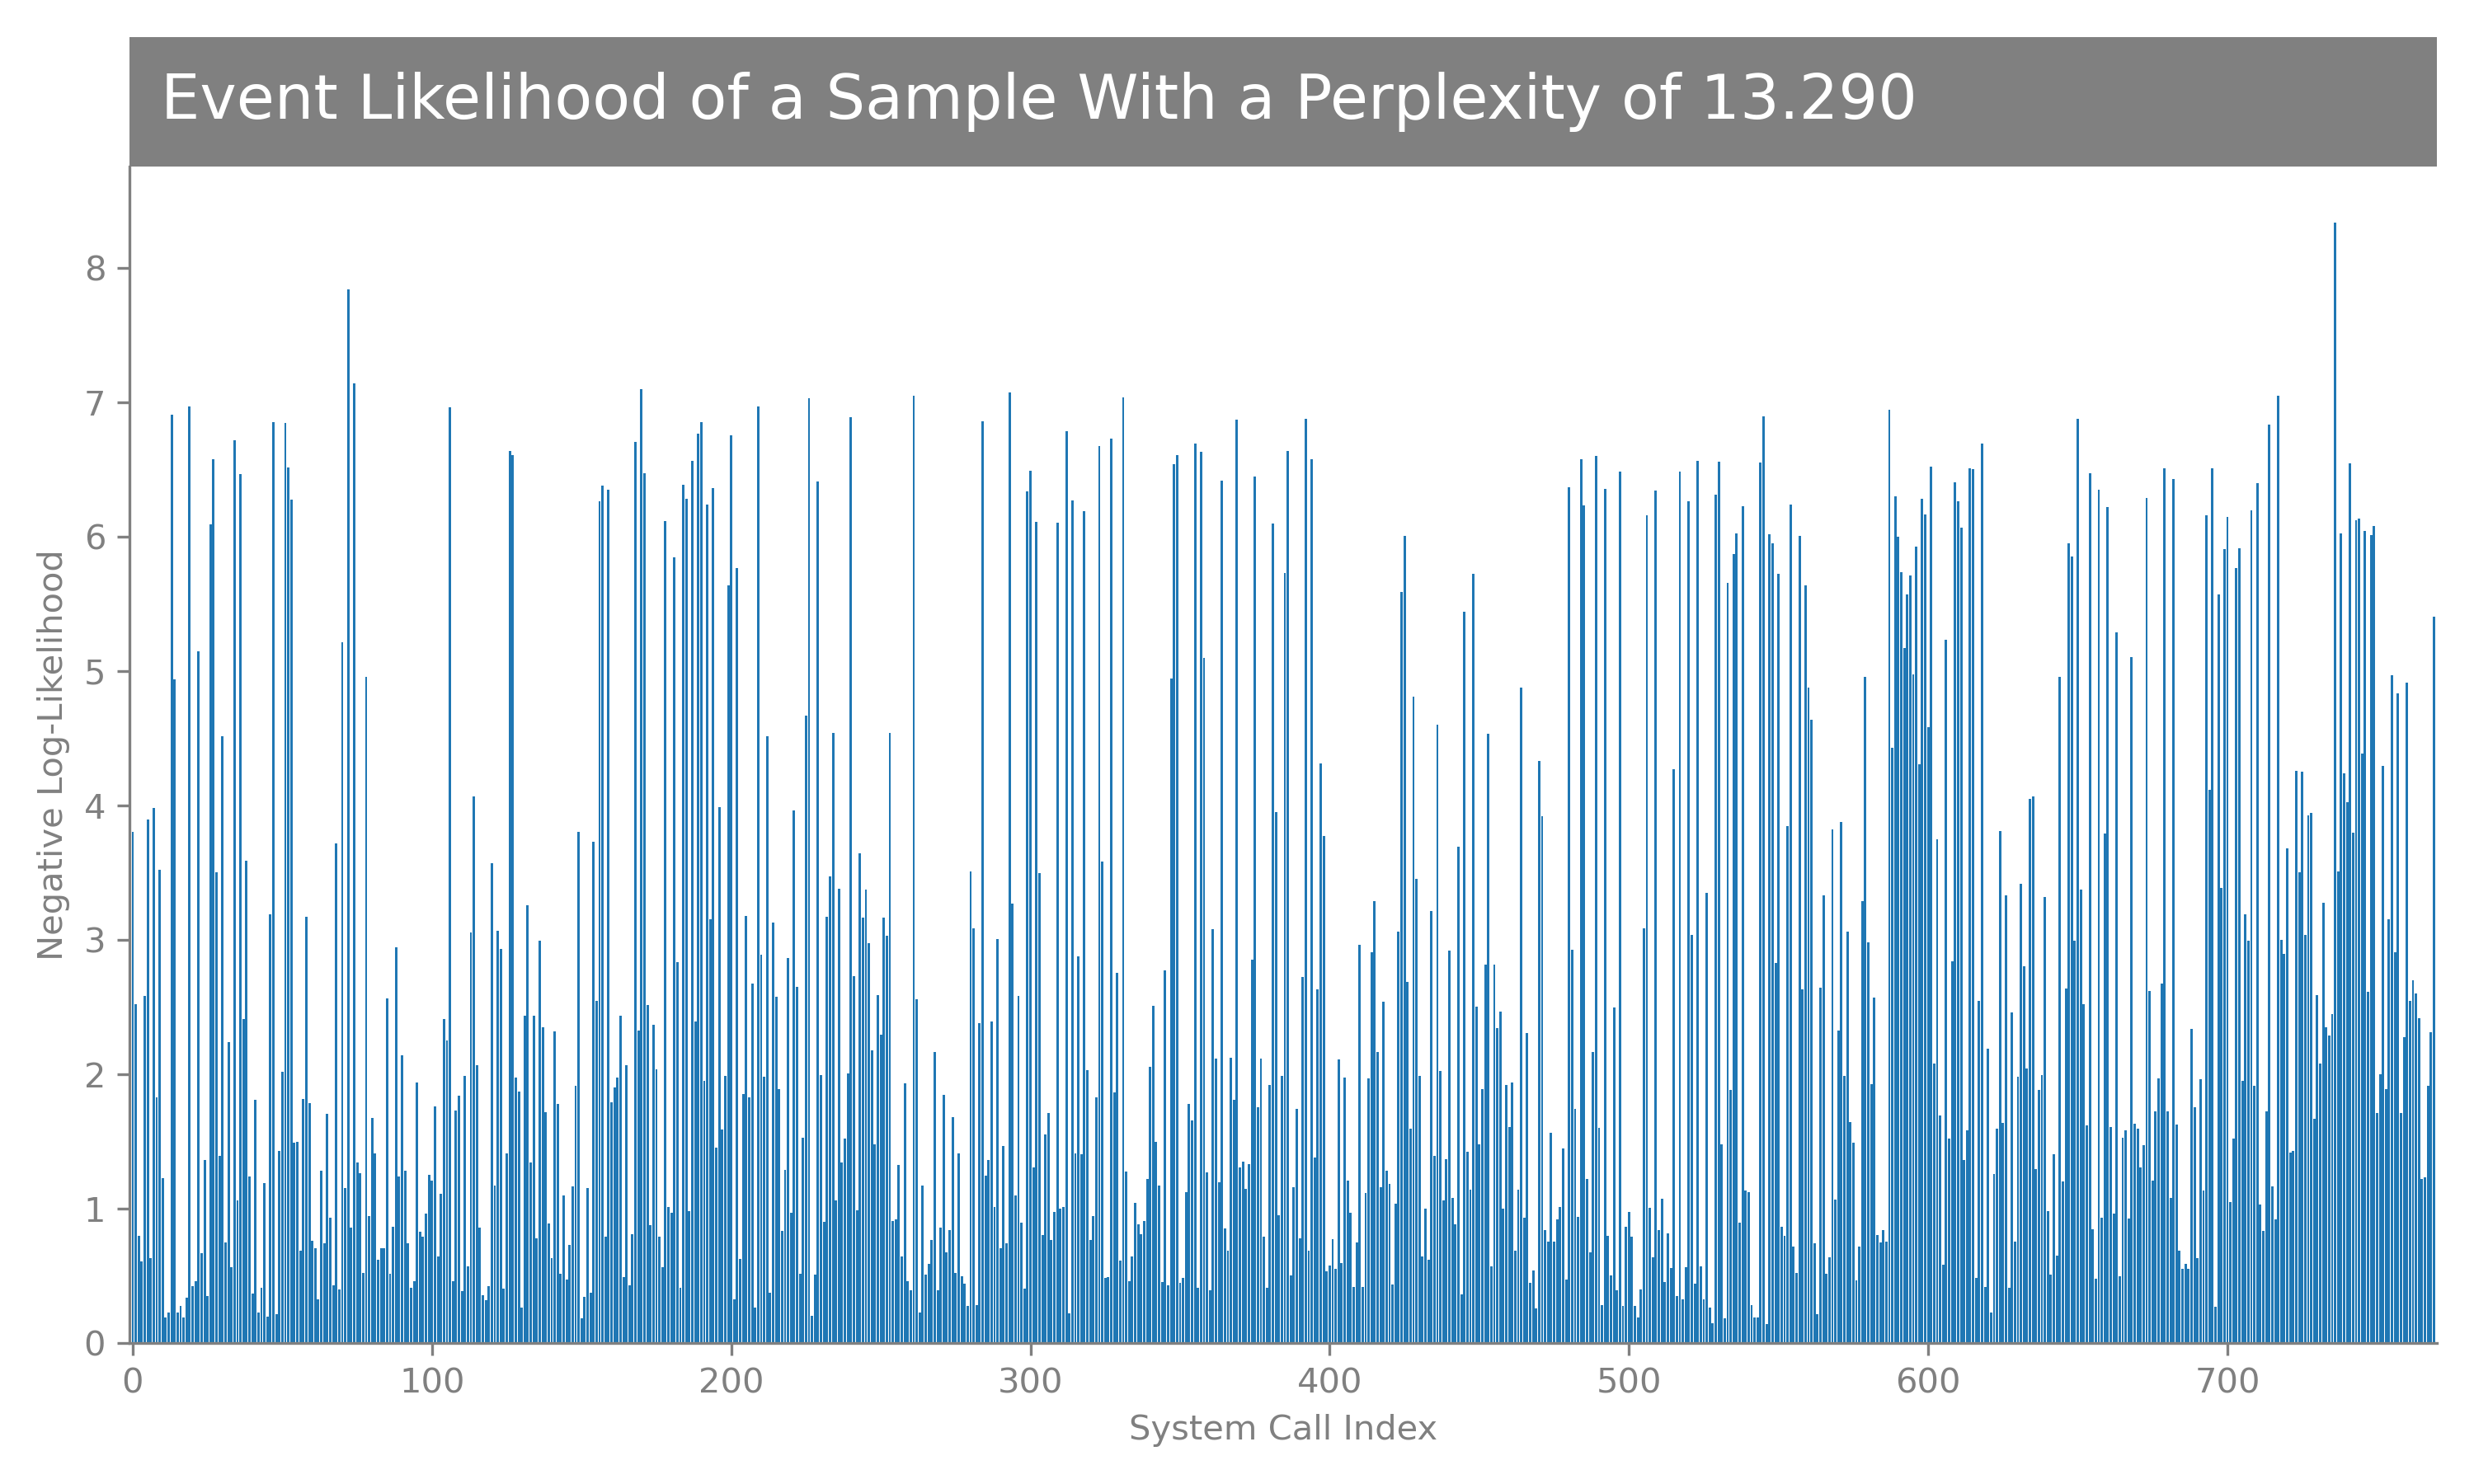 Event Likelihood of a Sample With a Perplexity of 13.290
Negative Log-Likelihood
8
7
6
5
4
3
2
1
0
0 100 200 300 400 500 600 700
System Call Index